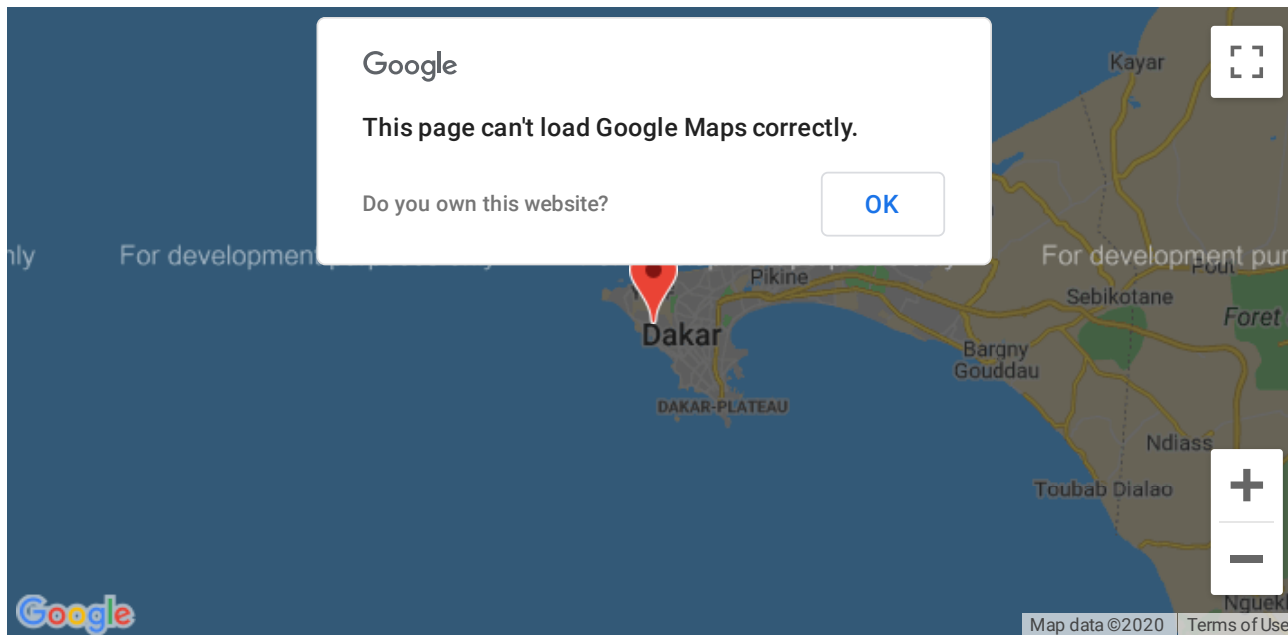 Google
This page can't load Google Maps correctly.
Do you own this website?
OK
Kayar
nly
For development
For development pur
Pout
Pikine
Sebikotane
Foret
Dakar
Bargny
Gouddau
DAKAR-PLATEAU
Ndiass
Toubab Dialao
Google
Map data ©2020
Terms of Use